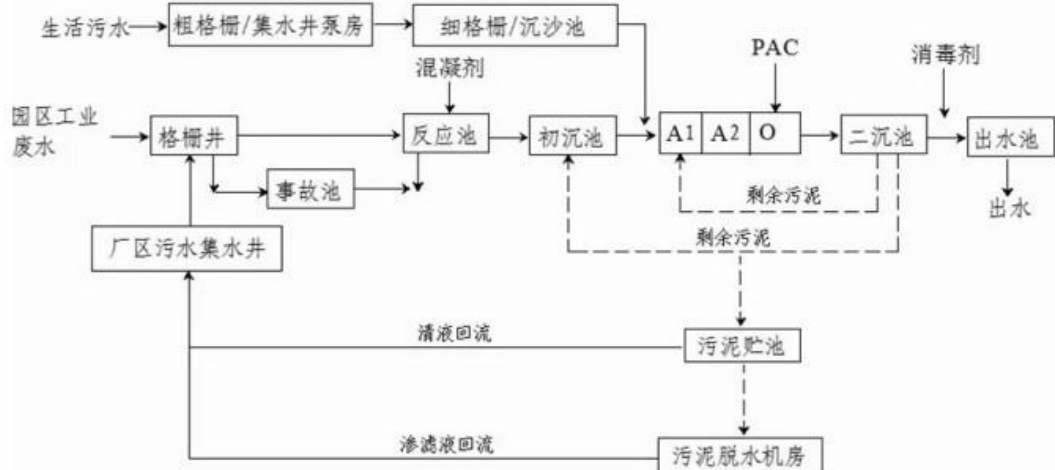 生活污水
粗格栅/集水井泵房
细格栅/沉沙池
混凝剂
PAC
消毒剂
园区工业
废水
格栅井
反应池
初沉池
A1
A2
O
二沉池
出水池
事故池
剩余污泥
出水
厂区污水集水井
剩余污泥
清液回流
污泥贮池
渗滤液回流
污泥脱水机房